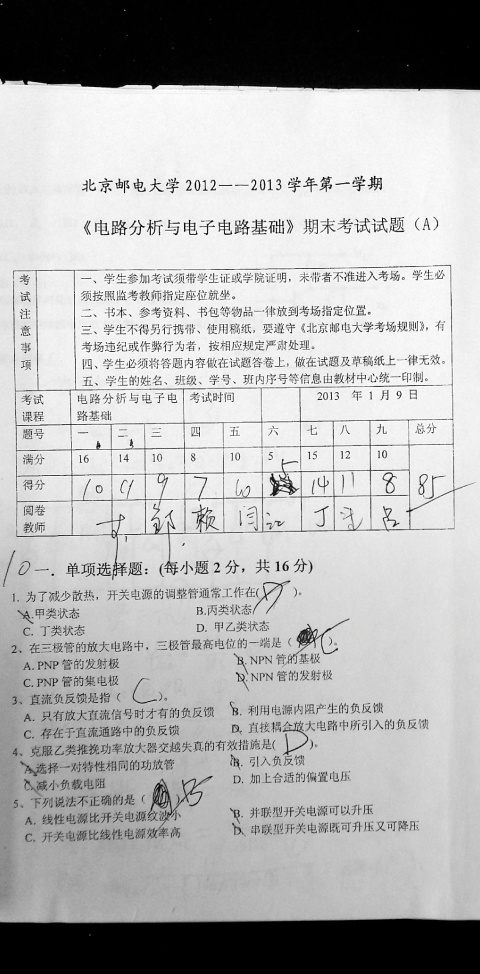 北京邮电大学2012——2013学年第一学期
《电路分析与电子电路基础》期末考试试题（A）
考试注意事项
一、学生参加考试须带学生证或学院证明，未带者不准进入考场。学生必
须按照监考教师指定座位就坐。
二、书本、参考资料、书包等物品一律放到考场指定位置。
三、学生不得另行携带、使用稿纸，要遵守《北京邮电大学考场规则》，有
考场违纪或作弊行为者，按相应规定严肃处理。
四、学生必须将答题内容做在试题答卷上，做在试题及草稿纸上一律无效。
五、学生的姓名、班级、学号、班内序号等信息由教材中心统一印制。
考试课程 电路分析与电子电路基础 考试时间 2013 年 1 月 9 日
题号 一 二 三 四 五 六 七 八 九 总分
满分 16 14 10 8 10 5 15 12 10
得分 10 9 7 10 5 14 11 8 85
阅卷教师 郭 赖 闫 丁 吕
10 一．单项选择题：(每小题 2 分，共 16 分)
1. 为了减少散热，开关电源的调整管通常工作在( D )。
A.甲类状态 B.丙类状态
C. 丁类状态 D. 甲乙类状态
2、在三极管的放大电路中，三极管最高电位的一端是（ C ）。
A. PNP 管的发射极 B. NPN 管的基极
C.PNP 管的集电极 D. NPN 管的发射极
3、直流负反馈是指（ C ）。
A. 只有放大直流信号时才有的负反馈 B. 利用电源内阻产生的负反馈
C. 存在于直流通路中的负反馈 D. 直接耦合放大电路中所引入的负反馈
4、克服乙类推挽功率放大器交越失真的有效措施是( D )。
A.选择一对特性相同的功放管 B. 引入负反馈
C.减小负载电阻 D. 加上合适的偏置电压
5、下列说法不正确的是（
A. 线性电源比开关电源纹波小 B. 并联型开关电源可以升压
C. 开关电源比线性电源效率高 D. 串联型开关电源既可升压又可降压